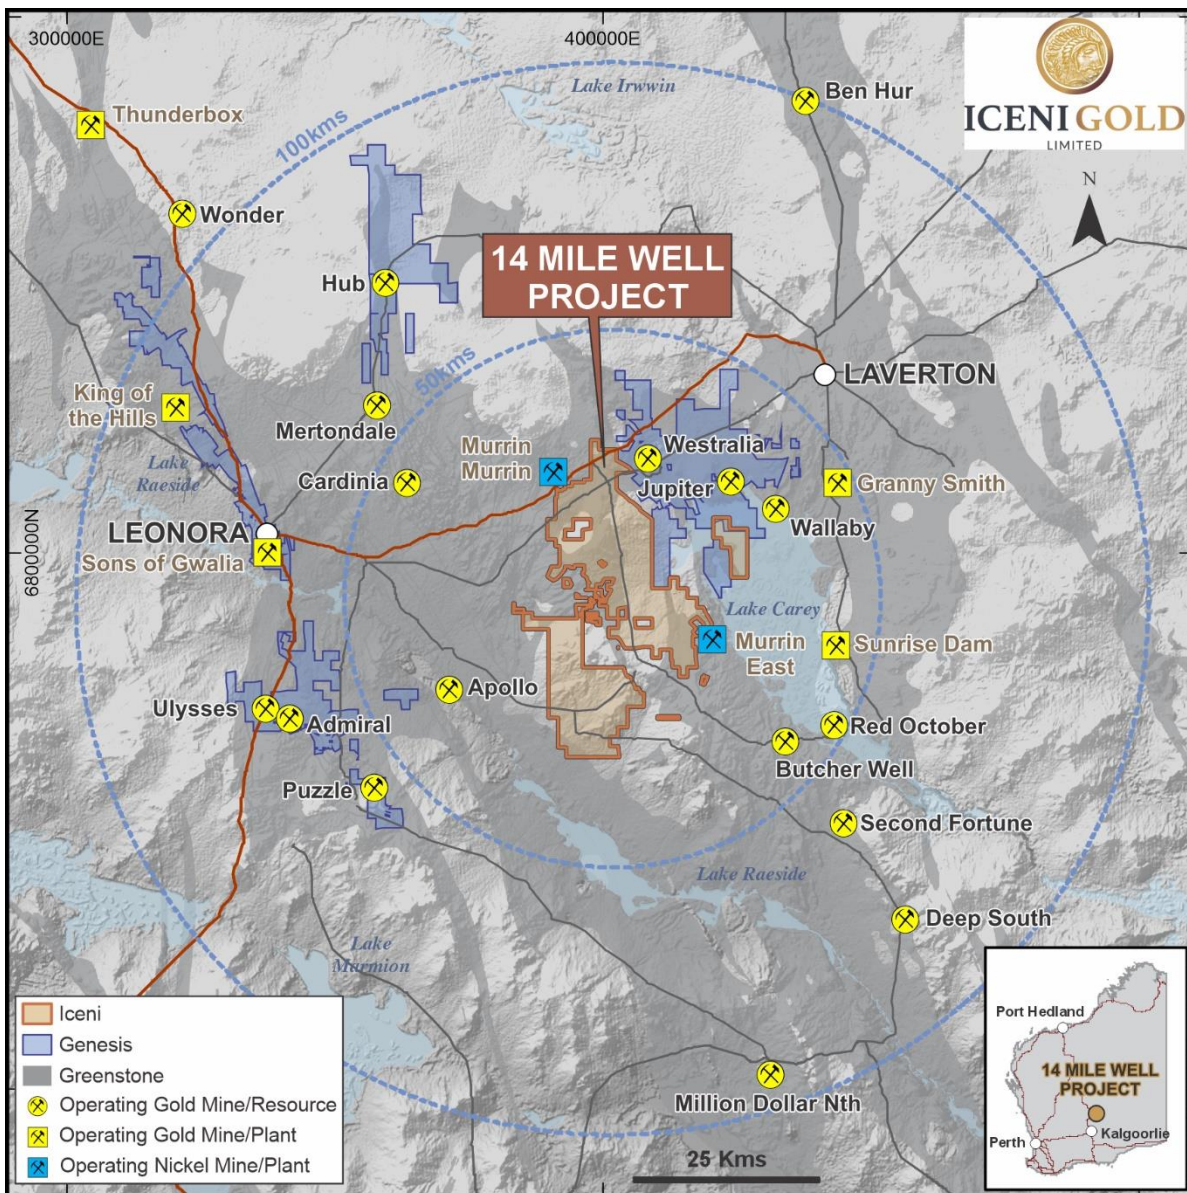 300000E
400000E
ICENI GOLD
LIMITED
Lake Irwwin
Ben Hur
Thunderbox
100kms
N
Wonder
14 MILE WELL
PROJECT
Hub
50kms
LAVERTON
King of
the Hills
Mertondale
Murrin
Murrin
Westralia
Lake
Raeside
Cardinia
Jupiter
Granny Smith
Wallaby
LEONORA
Sons of Gwalia
6800000N
Lake Carey
Murrin
East
Sunrise Dam
Ulysses
Admiral
Apollo
Red October
Butcher Well
Puzzle
Second Fortune
Lake Raeside
Deep South
Lake
Marmion
Iceni
Genesis
Greenstone
Operating Gold Mine/Resource
Operating Gold Mine/Plant
Operating Nickel Mine/Plant
Million Dollar Nth
25 Kms
Port Hedland
14 MILE WELL
PROJECT
Perth
Kalgoorlie